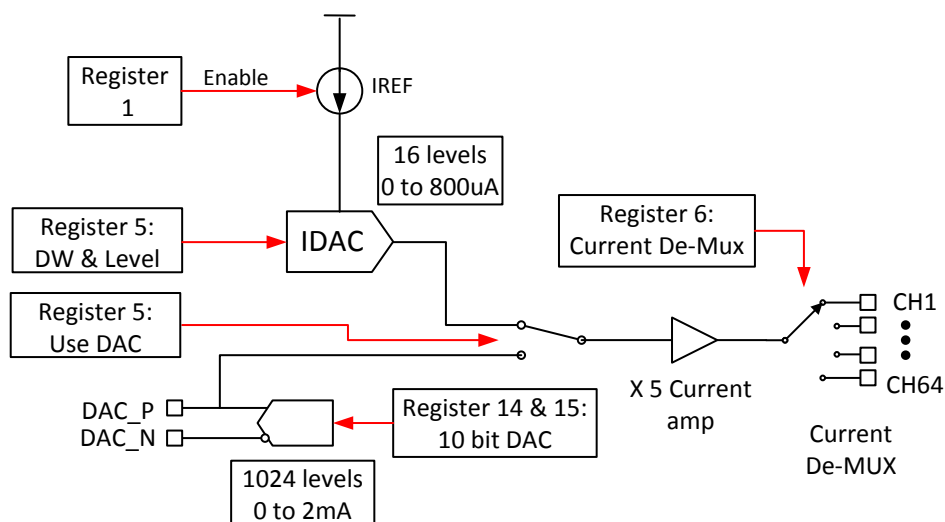 Register
1
Enable
IREF
16 levels
0 to 800uA
Register 5:
DW & Level
IDAC
Register 6:
Current De-Mux
Register 5:
Use DAC
CH1
CH64
X 5 Current
amp
DAC_P
DAC_N
Register 14 & 15:
10 bit DAC
Current
De-MUX
1024 levels
0 to 2mA